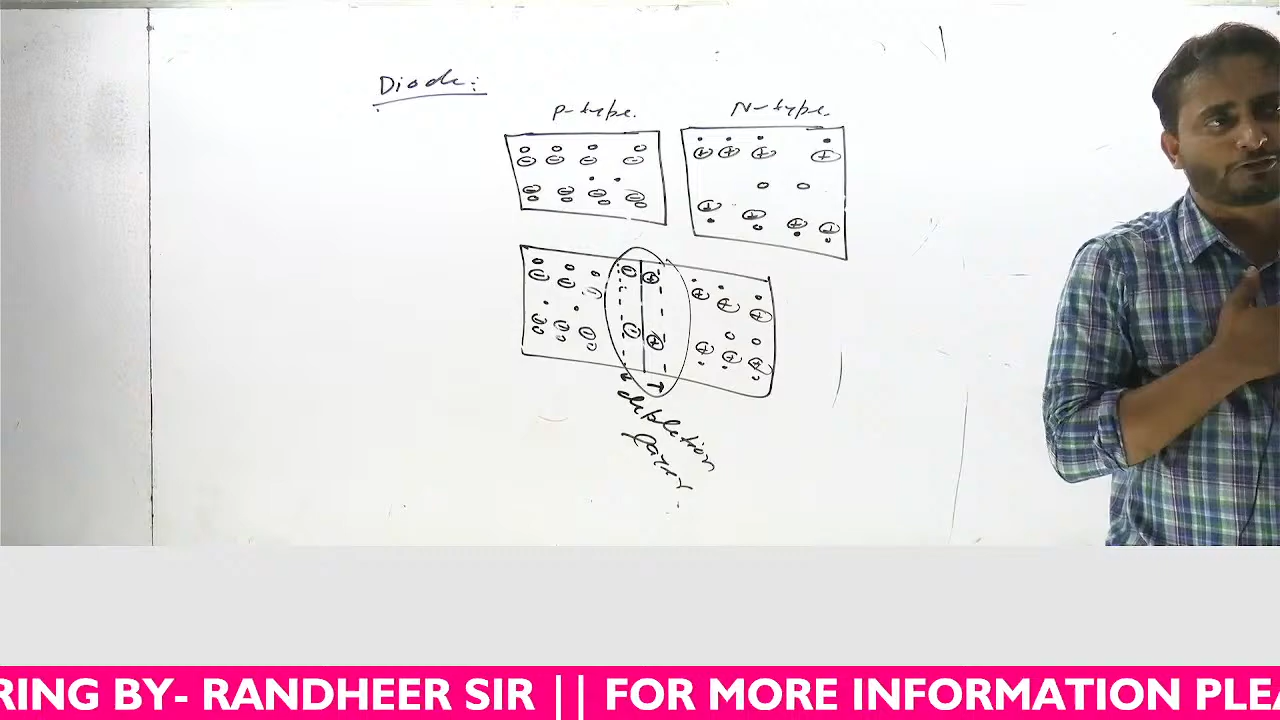 Diode:
P-type.
N-type.
depletion
layer.
RING BY- RANDHEER SIR || FOR MORE INFORMATION PLEA